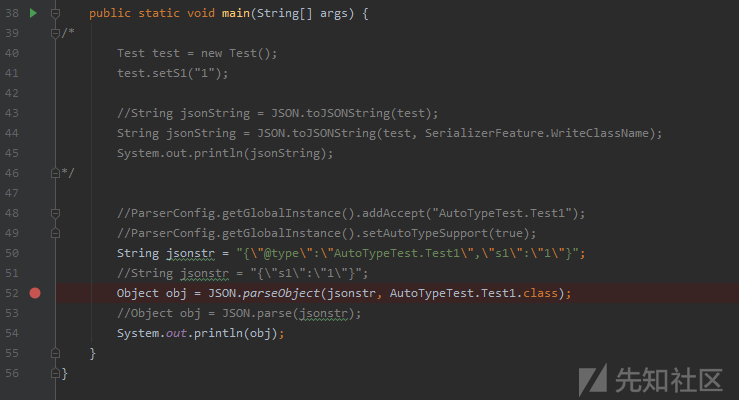 38 public static void main(String[] args) {
39 /*
40 Test test = new Test();
41 test.setS1("1");
42
43 //String jsonString = JSON.toJSONString(test);
44 String jsonString = JSON.toJSONString(test, SerializerFeature.WriteClassName);
45 System.out.println(jsonString);
46 */
47
48 //ParserConfig.getGlobalInstance().addAccept("AutoTypeTest.Test1");
49 //ParserConfig.getGlobalInstance().setAutoTypeSupport(true);
50 String jsonstr = "{\"@type\":\"AutoTypeTest.Test1\",\"s1\":\"1\"}";
51 //String jsonstr = "{\"s1\":\"1\"}";
52 Object obj = JSON.parseObject(jsonstr, AutoTypeTest.Test1.class);
53 //Object obj = JSON.parse(jsonstr);
54 System.out.println(obj);
55 }
56 }
先知社区